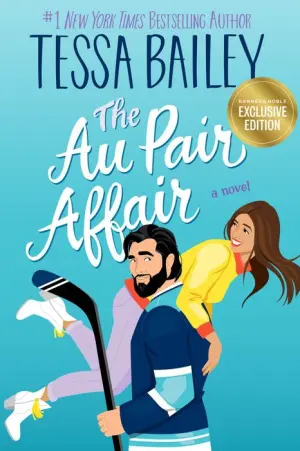 #1 New York Times Bestselling Author
TESSA BAILEY
The
Au Pair
Affair
a novel
BARNES & NOBLE
EXCLUSIVE
EDITION